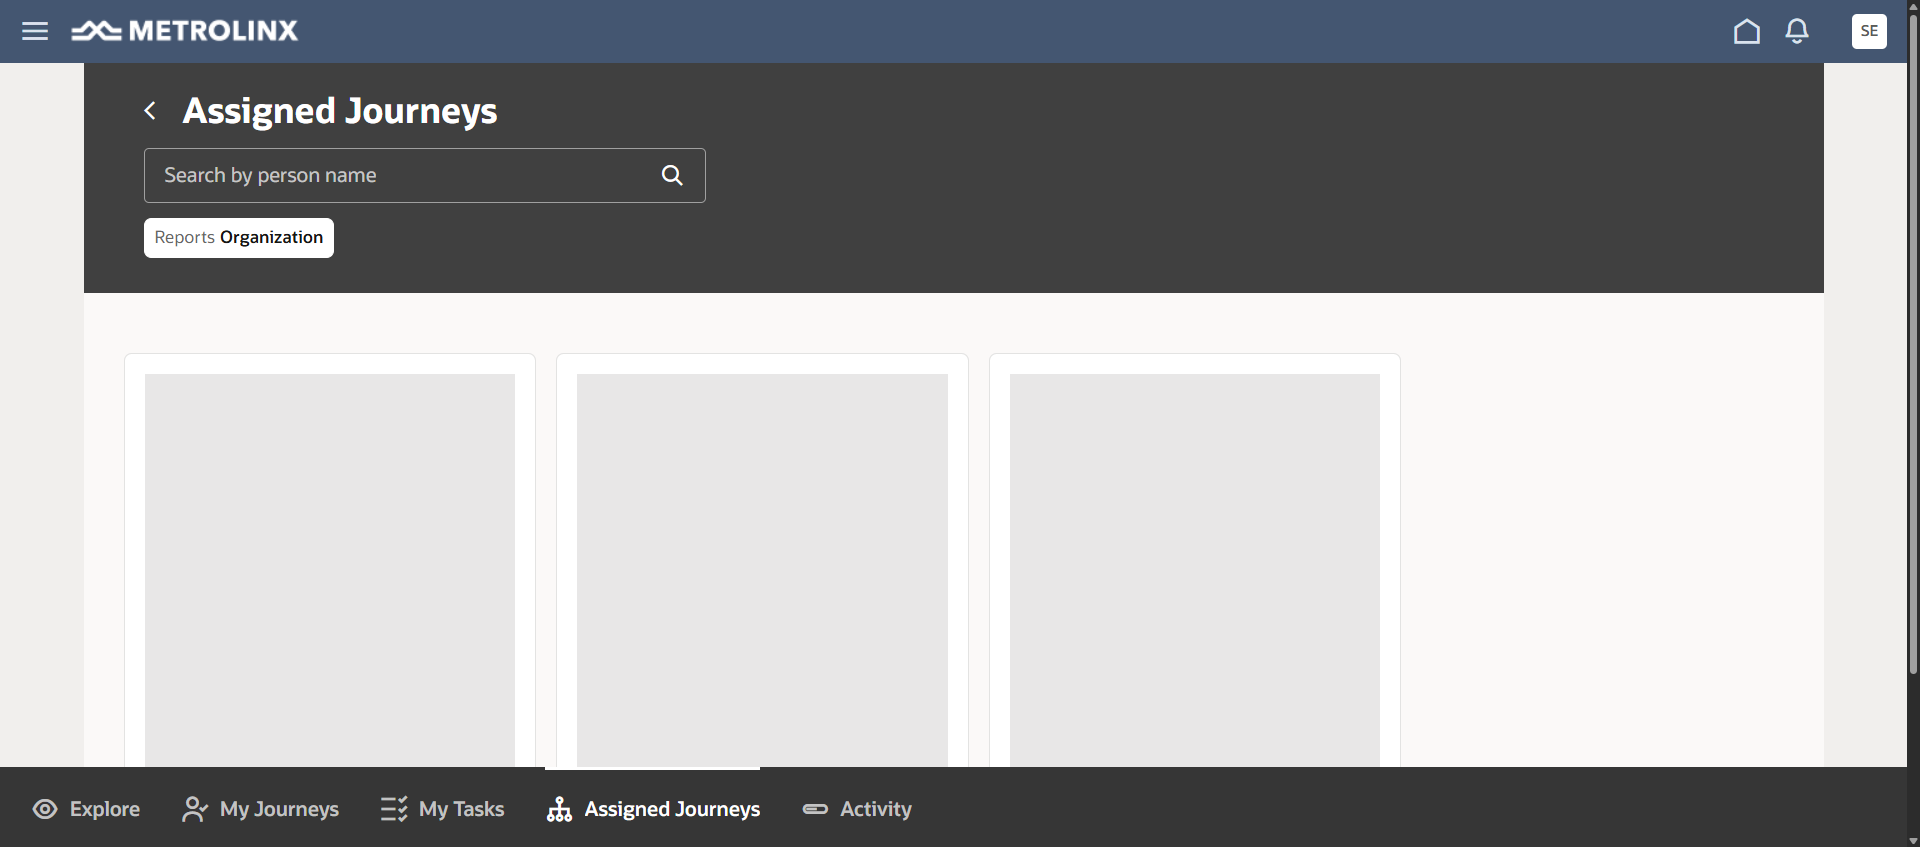 METROLINX
SE
Assigned Journeys
Search by person name
Reports Organization
Explore
My Journeys
My Tasks
Assigned Journeys
Activity